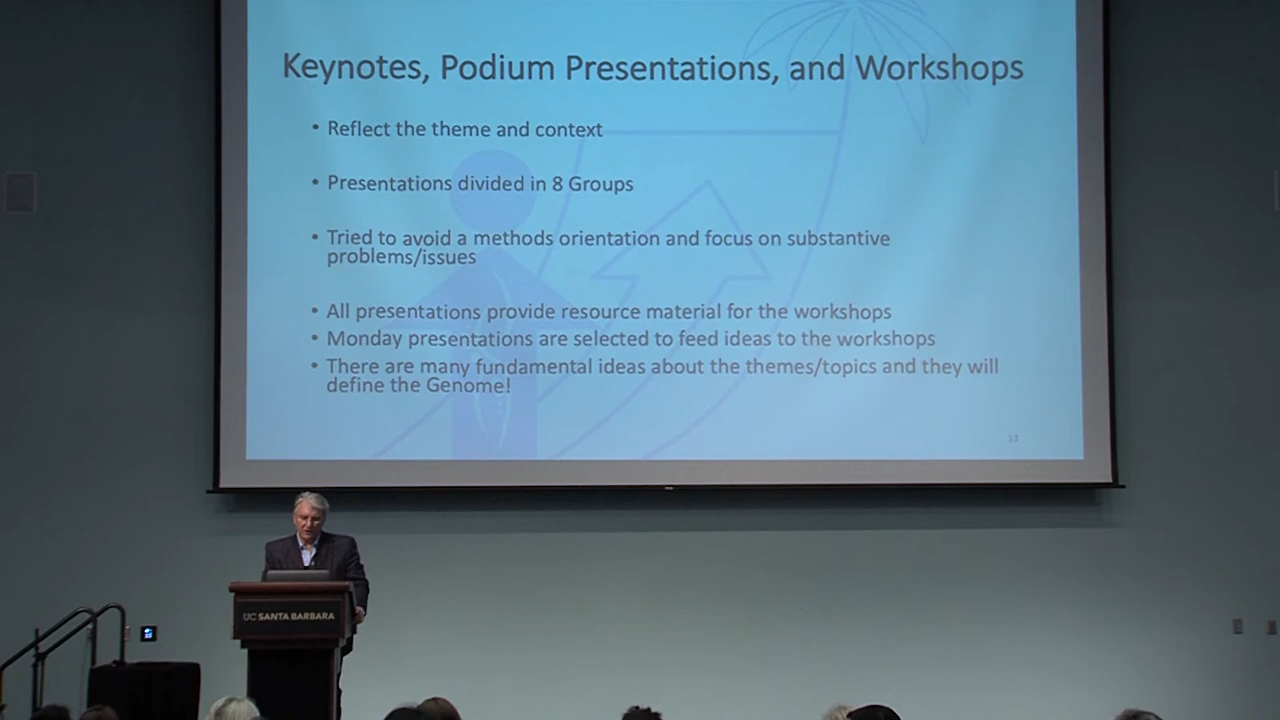 Keynotes, Podium Presentations, and Workshops
• Reflect the theme and context
• Presentations divided in 8 Groups
• Tried to avoid a methods orientation and focus on substantive
problems/issues
• All presentations provide resource material for the workshops
• Monday presentations are selected to feed ideas to the workshops
• There are many fundamental ideas about the themes/topics and they will
define the Genome!
13
UC SANTA BARBARA